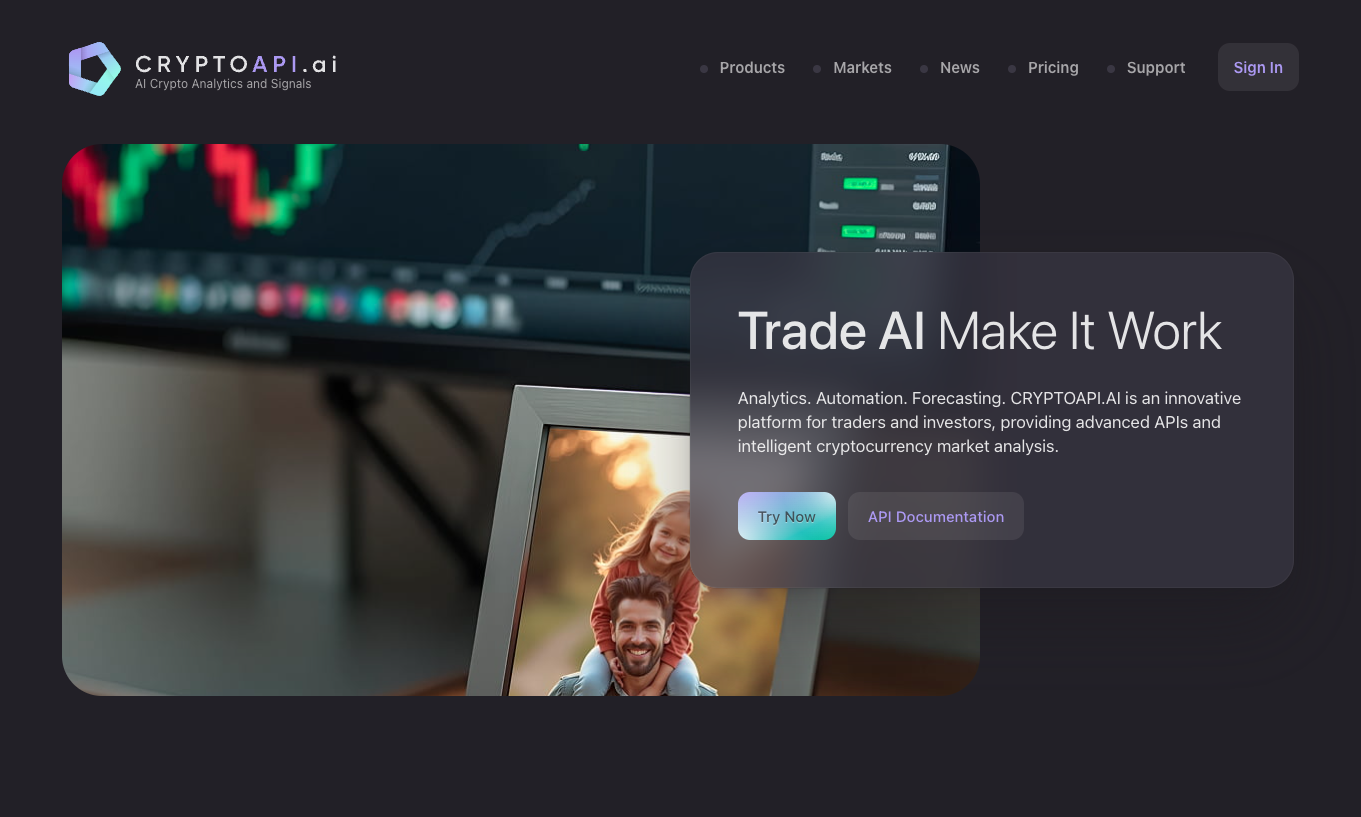 CRYPTOAPI.ai
AI Crypto Analytics and Signals
Products
Markets
News
Pricing
Support
Sign In
Trade AI Make It Work
Analytics. Automation. Forecasting. CRYPTOAPI.AI is an innovative
platform for traders and investors, providing advanced APIs and
intelligent cryptocurrency market analysis.
Try Now
API Documentation